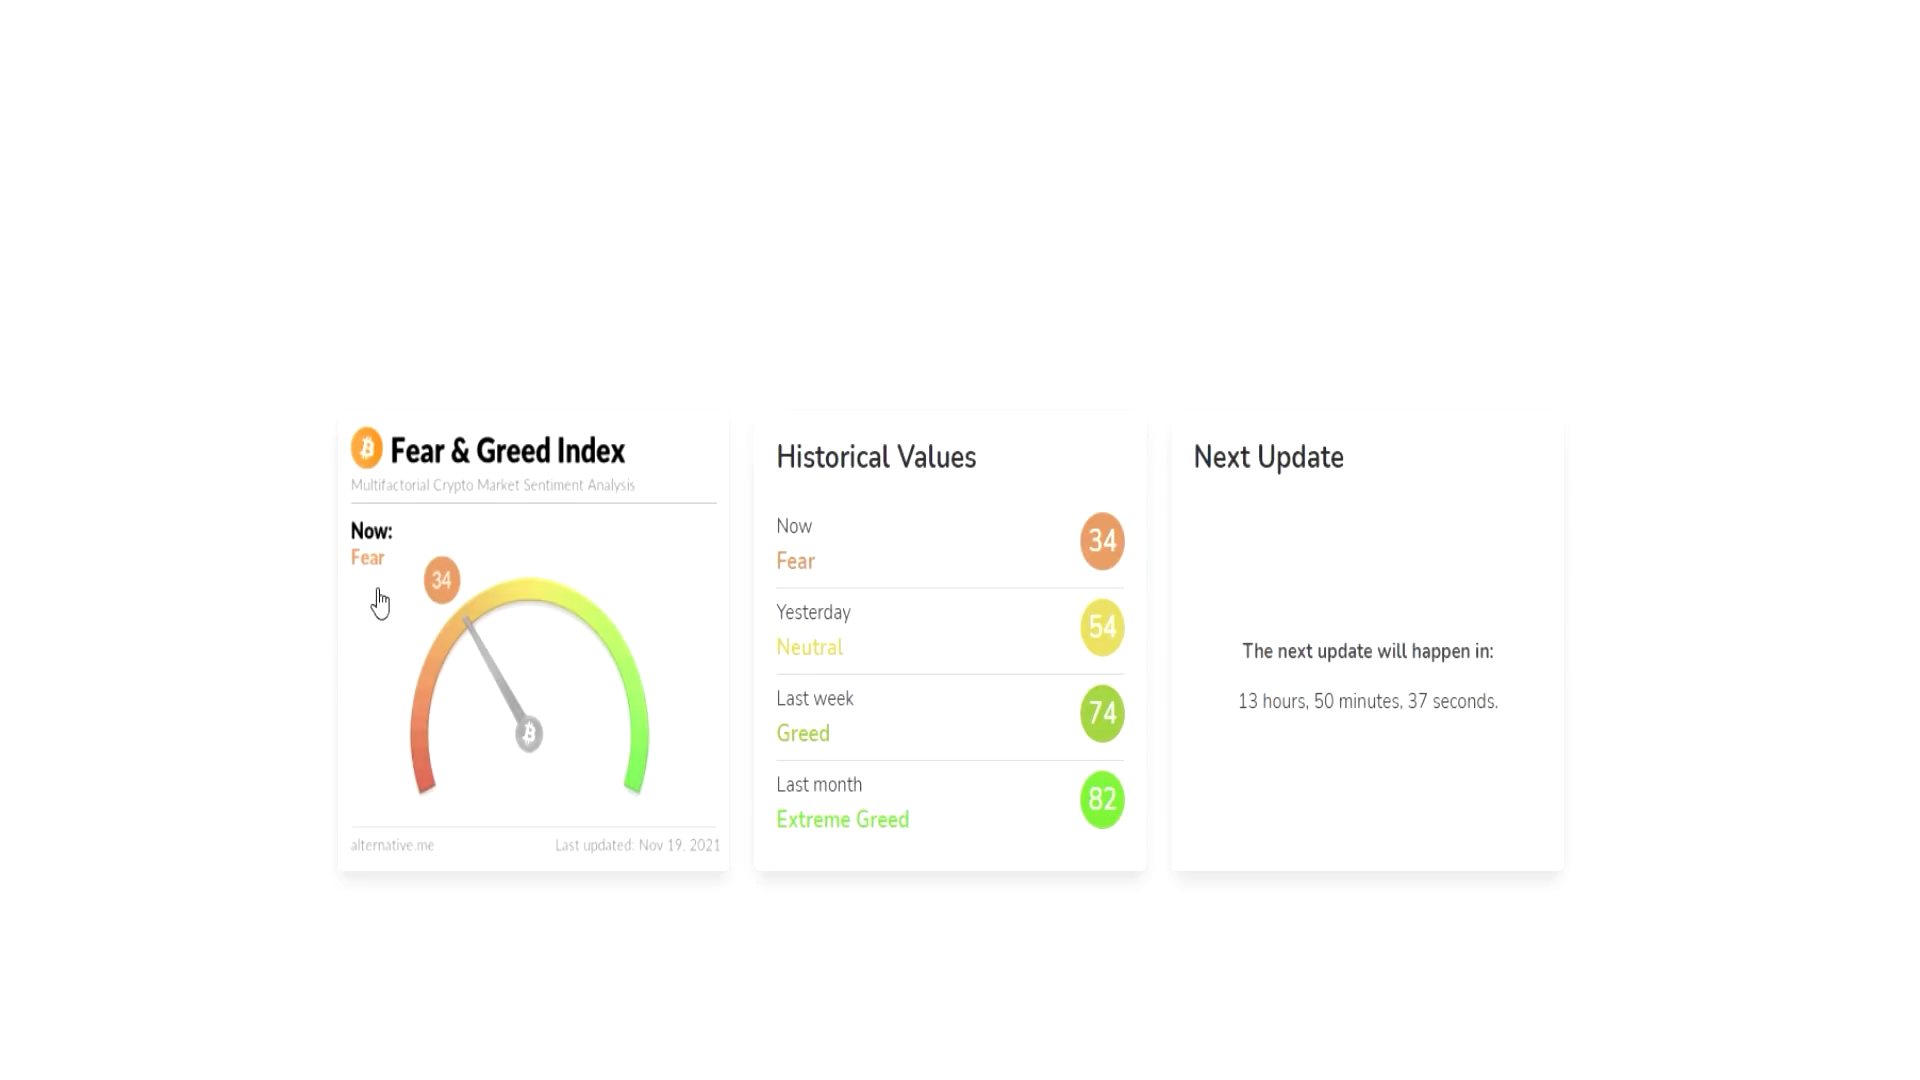 Fear & Greed Index
Multifactorial Crypto Market Sentiment Analysis
Now:
Fear
34
alternative.me
Last updated: Nov 19, 2021
Historical Values
Now
Fear
34
Yesterday
Neutral
54
Last week
Greed
74
Last month
Extreme Greed
82
Next Update
The next update will happen in:
13 hours, 50 minutes, 37 seconds.